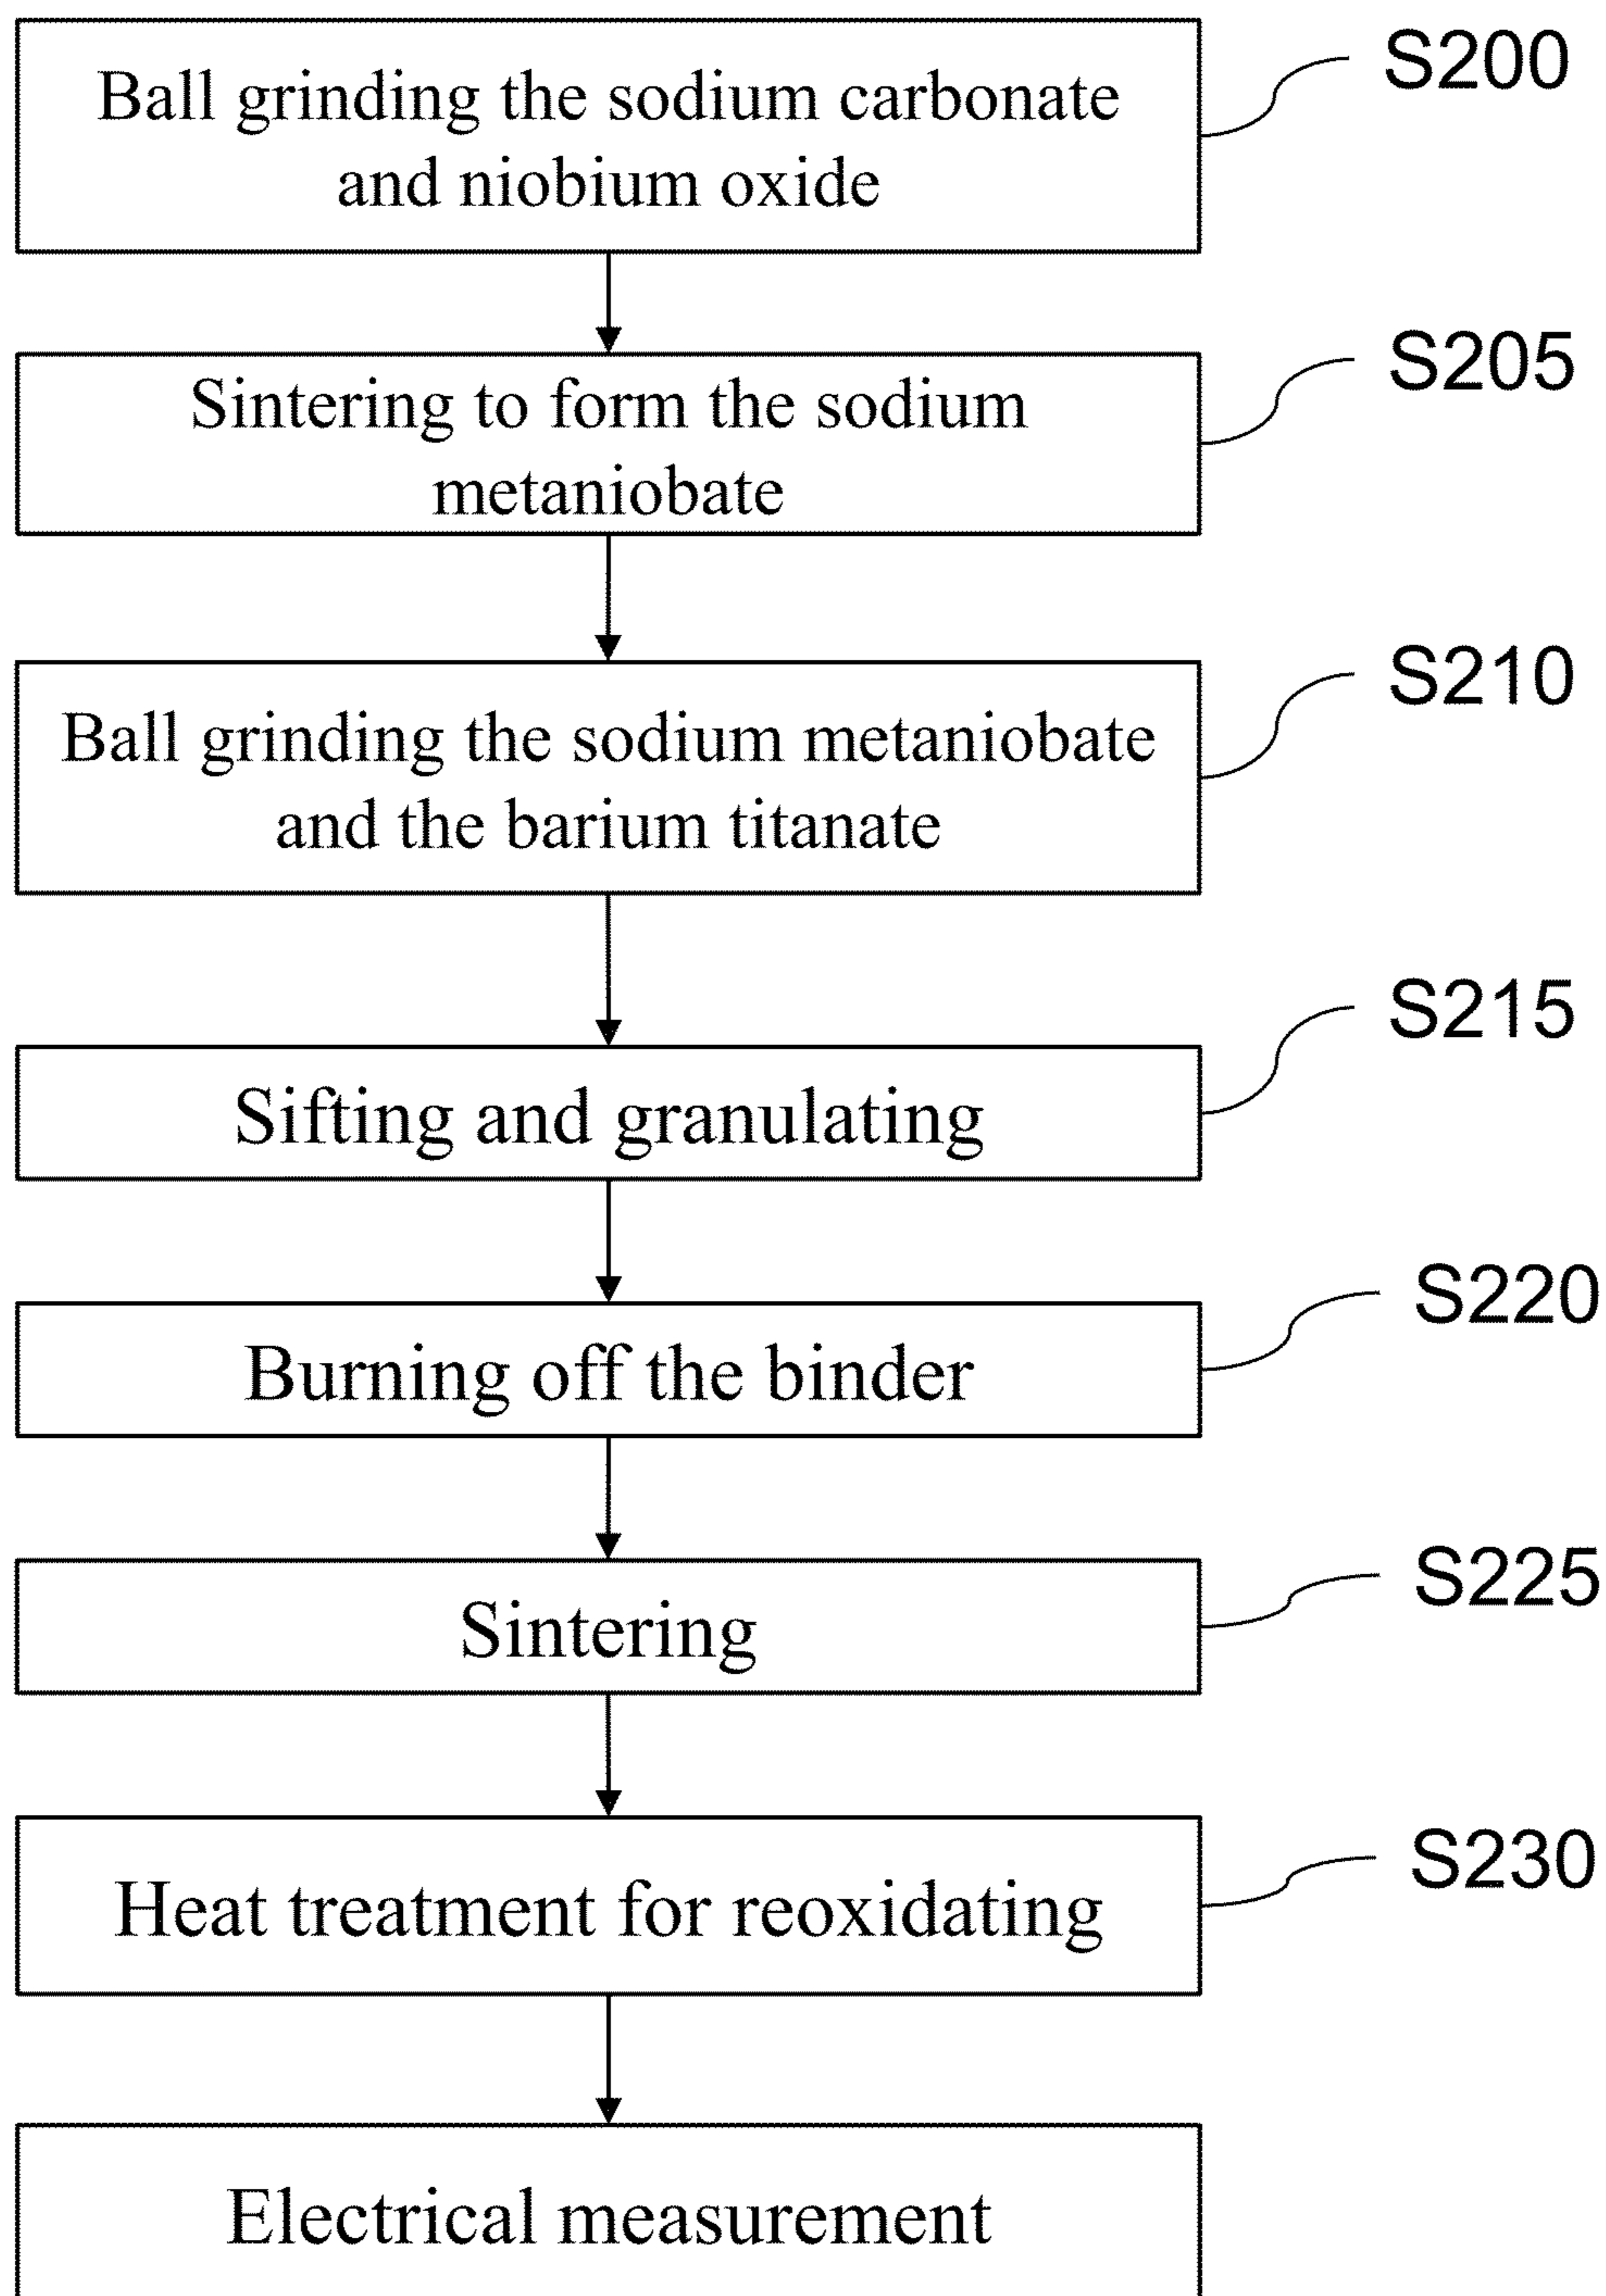 Ball grinding the sodium carbonate
and niobium oxide
S200
Sintering to form the sodium
metaniobate
S205
Ball grinding the sodium metaniobate
and the barium titanate
S210
Sifting and granulating
S215
Burning off the binder
S220
Sintering
S225
Heat treatment for reoxidating
S230
Electrical measurement